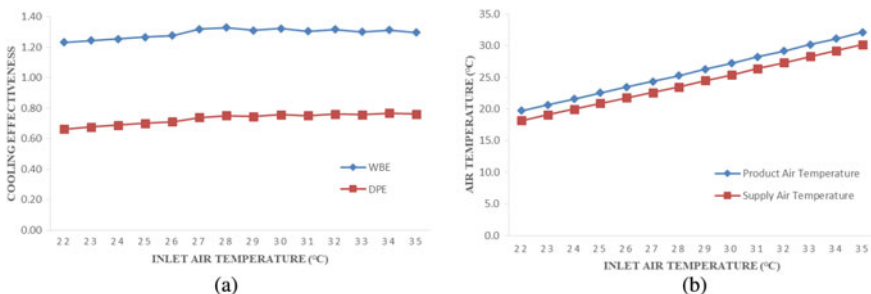 1.40
1.20
1.00
0.80
0.60
0.40
0.20
0.00
COOLING EFFECTIVENESS
WBE
DPE
22 23 24 25 26 27 28 29 30 31 32 33 34 35
INLET AIR TEMPERATURE (°C)
(a)
35.0
30.0
25.0
20.0
15.0
10.0
5.0
0.0
AIR TEMPERATURE (°C)
Product Air Temperature
Supply Air Temperature
22 23 24 25 26 27 28 29 30 31 32 33 34 35
INLET AIR TEMPERATURE (°C)
(b)